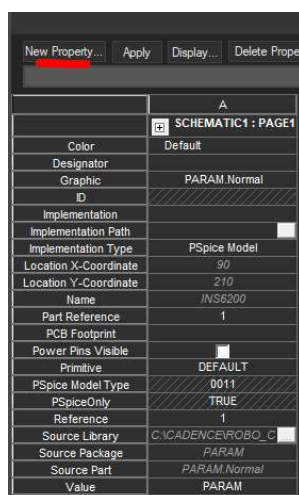 New Property... Apply Display... Delete Prope
A
SCHEMATIC1 : PAGE1
Color Default
Designator
Graphic PARAM.Normal
ID
Implementation
Implementation Path
Implementation Type PSpice Model
Location X-Coordinate 90
Location Y-Coordinate 210
Name INS6200
Part Reference 1
PCB Footprint
Power Pins Visible
Primitive DEFAULT
PSpice Model Type 0011
PSpiceOnly TRUE
Reference 1
Source Library C:\CADENCE\ROBO_C
Source Package PARAM
Source Part PARAM.Normal
Value PARAM